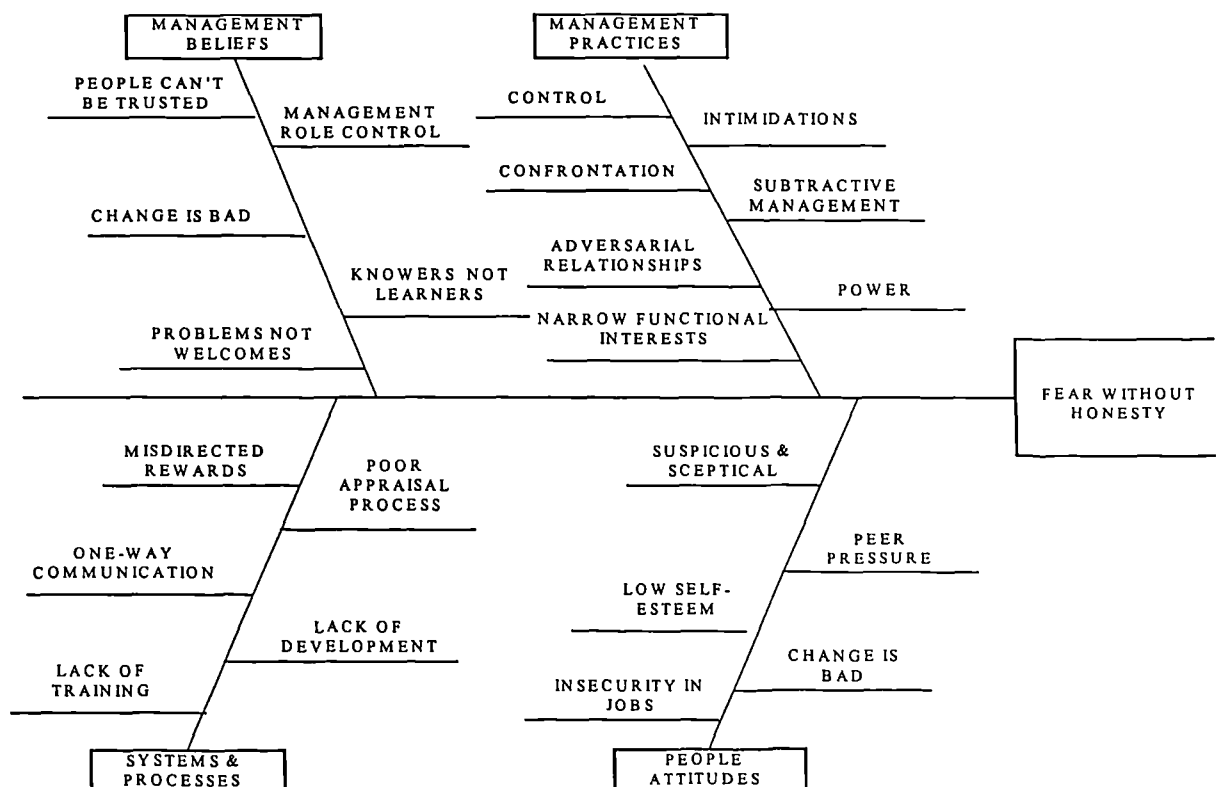 MANAGEMENT
BELIEFS
PEOPLE CAN'T
BE TRUSTED
MANAGEMENT
ROLE CONTROL
CHANGE IS BAD
KNOWERS NOT
LEARNERS
PROBLEMS NOT
WELCOMES
MANAGEMENT
PRACTICES
CONTROL
INTIMIDATIONS
CONFRONTATION
SUBTRACTIVE
MANAGEMENT
ADVERSARIAL
RELATIONSHIPS
POWER
NARROW FUNCTIONAL
INTERESTS
FEAR WITHOUT
HONESTY
MISDIRECTED
REWARDS
POOR
APPRAISAL
PROCESS
ONE-WAY
COMMUNICATION
LACK OF
DEVELOPMENT
LACK OF
TRAINING
SYSTEMS &
PROCESSES
SUSPICIOUS &
SCEPTICAL
PEER
PRESSURE
LOW SELF-
ESTEEM
CHANGE IS
BAD
INSECURITY IN
JOBS
PEOPLE
ATTITUDES